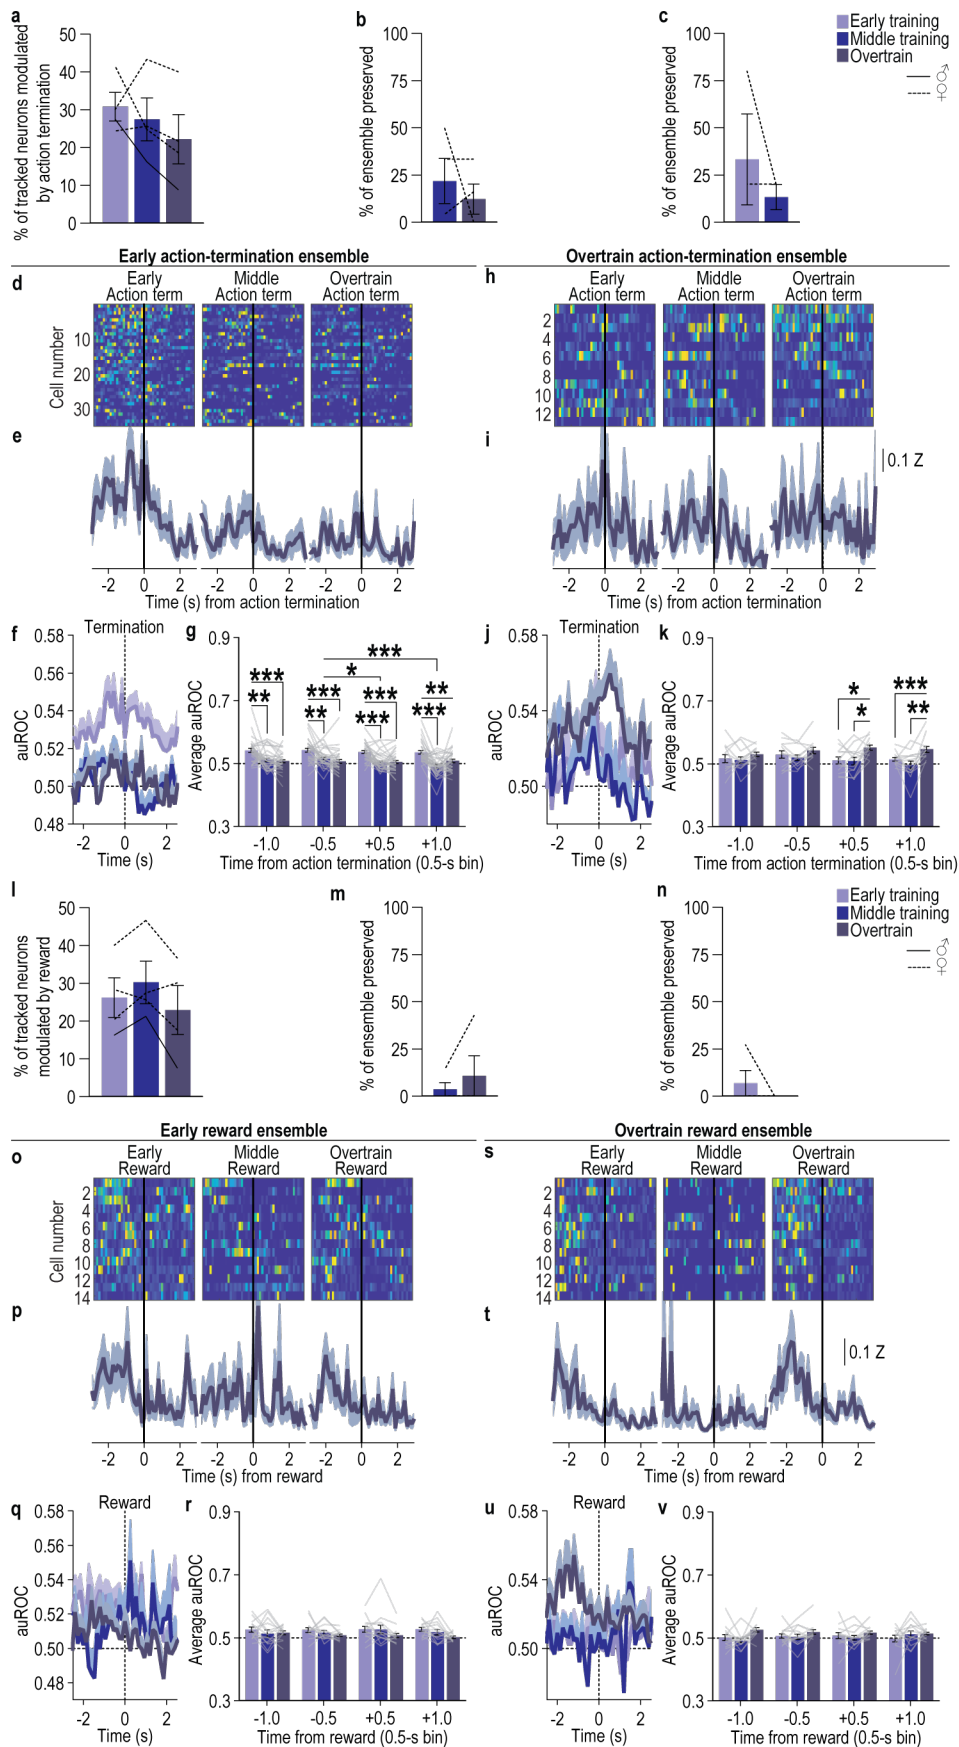 a
50
40
30
20
10
0
% of tracked neurons modulated
by action termination
b
100
75
50
25
0
% of ensemble preserved
c
100
75
50
25
0
% of ensemble preserved
Early training
Middle training
Overtrain
♂
♀
Early action-termination ensemble
Overtrain action-termination ensemble
d
Early
Action term
Middle
Action term
Overtrain
Action term
Cell number
10
20
30
h
Early
Action term
Middle
Action term
Overtrain
Action term
2
4
6
8
10
12
e
-2 0 2 -2 0 2 -2 0 2
Time (s) from action termination
i
0.1 Z
-2 0 2 -2 0 2 -2 0 2
Time (s) from action termination
f
Termination
0.58
0.54
0.52
0.50
0.48
auROC
-2 0 2
Time (s)
g
0.9
0.7
0.5
0.3
Average auROC
*** ** *** ** * *** *** *** ** ***
-1.0 -0.5 +0.5 +1.0
Time from action termination (0.5-s bin)
j
Termination
0.58
0.54
0.50
auROC
-2 0 2
Time (s)
k
0.9
0.7
0.5
0.3
Average auROC
* * *** **
-1.0 -0.5 +0.5 +1.0
Time from action termination (0.5-s bin)
l
50
40
30
20
10
0
% of tracked neurons
modulated by reward
m
100
75
50
25
0
% of ensemble preserved
n
100
75
50
25
0
% of ensemble preserved
Early training
Middle training
Overtrain
♂
♀
Early reward ensemble
Overtrain reward ensemble
o
Early
Reward
Middle
Reward
Overtrain
Reward
Cell number
2
4
6
8
10
12
14
s
Early
Reward
Middle
Reward
Overtrain
Reward
2
4
6
8
10
12
14
p
-2 0 2 -2 0 2 -2 0 2
Time (s) from reward
t
0.1 Z
-2 0 2 -2 0 2 -2 0 2
Time (s) from reward
q
Reward
0.58
0.54
0.52
0.50
0.48
auROC
-2 0 2
Time (s)
r
0.9
0.7
0.5
0.3
Average auROC
-1.0 -0.5 +0.5 +1.0
Time from reward (0.5-s bin)
u
Reward
0.58
0.54
0.50
auROC
-2 0 2
Time (s)
v
0.9
0.7
0.5
0.3
Average auROC
-1.0 -0.5 +0.5 +1.0
Time from reward (0.5-s bin)